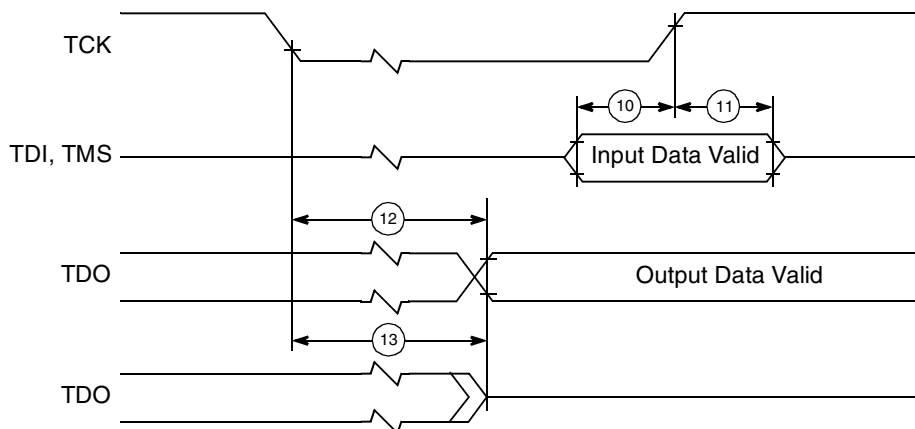 TCK
10
11
TDI, TMS
Input Data Valid
12
TDO
Output Data Valid
13
TDO